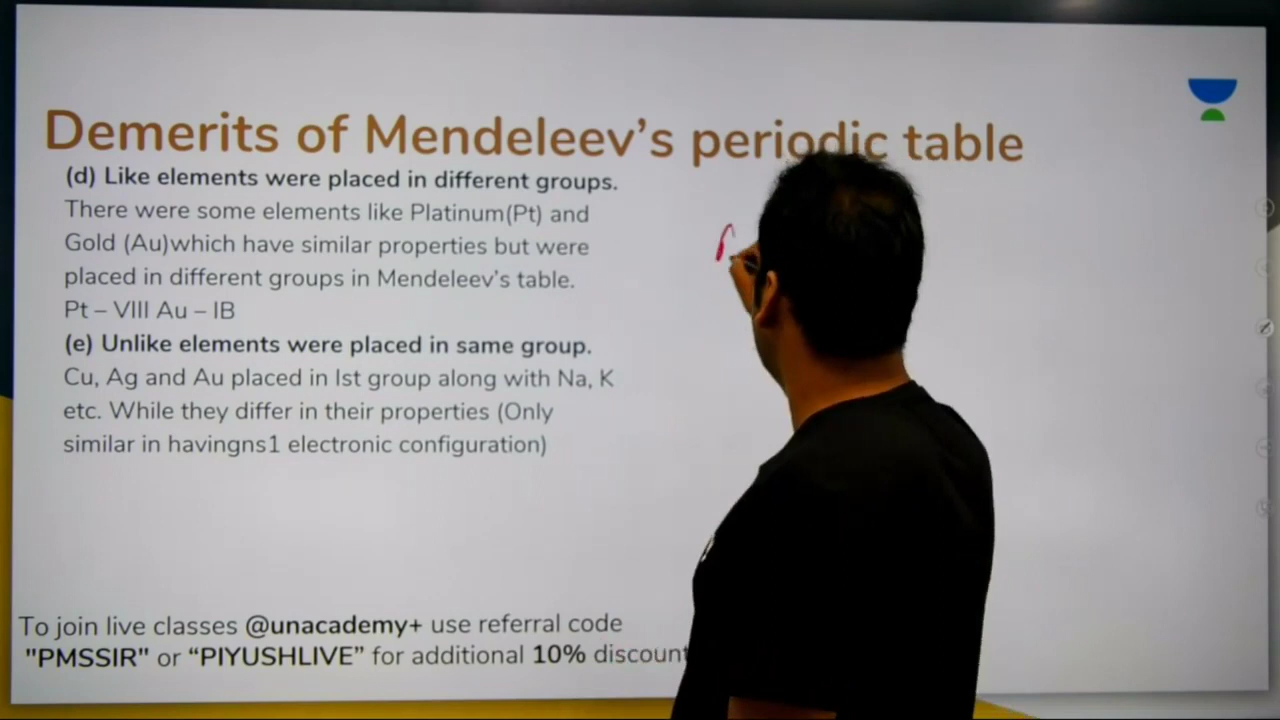 Demerits of Mendeleev's periodic table
(d) Like elements were placed in different groups.
There were some elements like Platinum(Pt) and
Gold (Au)which have similar properties but were
placed in different groups in Mendeleev's table.
Pt – VIII Au – IB
(e) Unlike elements were placed in same group.
Cu, Ag and Au placed in Ist group along with Na, K
etc. While they differ in their properties (Only
similar in havingns1 electronic configuration)
To join live classes @unacademy+ use referral code
"PMSSIR" or “PIYUSHLIVE” for additional 10% discount